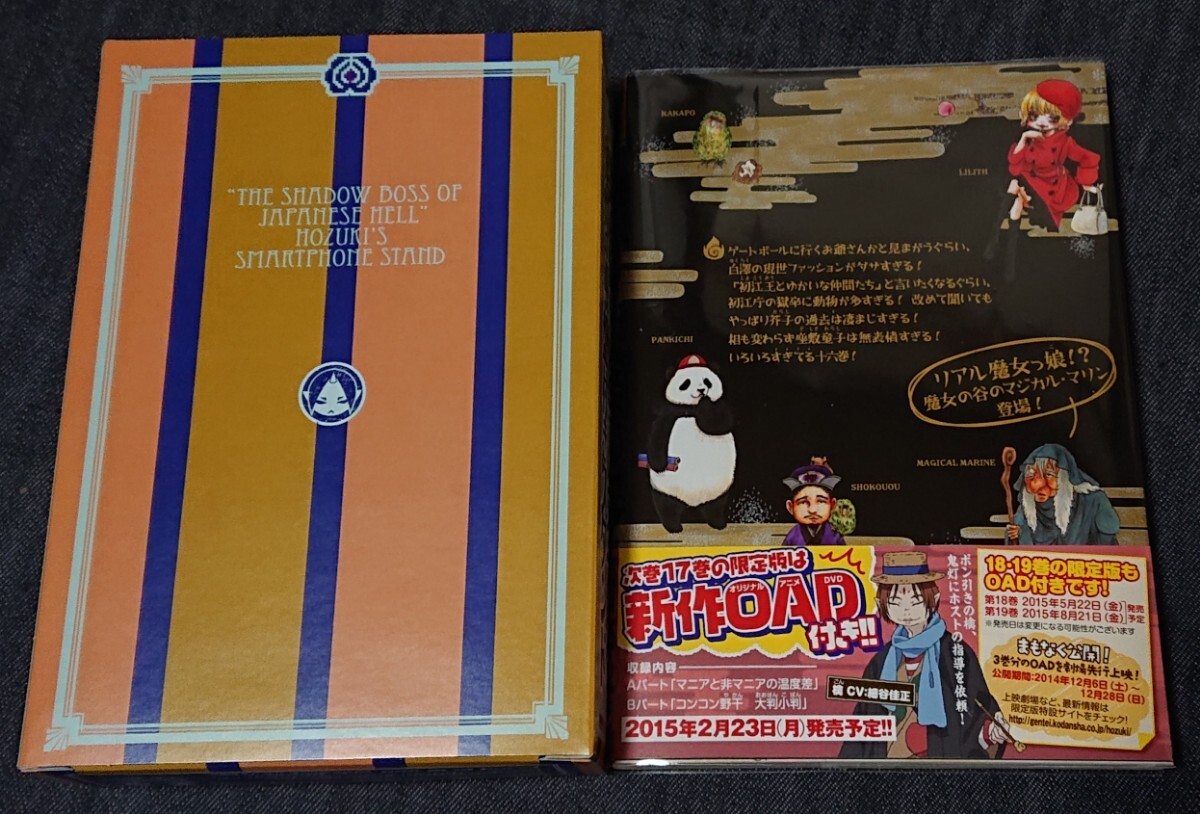 "THE SHADOW BOSS OF
JAPANESE HELL"
HOZUKI'S
SMARTPHONE STAND
KAKAPO
LILITH
ゲートボールに行くお爺さんかと見まがうぐらい、
白澤の現世ファッションがダサすぎる!
「初江王とゆかいな仲間たち」と言いたくなるぐらい、
初江庁の獄卒に動物が多すぎる! 改めて聞いても
やっぱり芥子の過去は凄まじすぎる!
相も変わらず座敷童子は無表情すぎる!
いろいろすぎてる十六巻!
PANKICHI
リアル魔女っ娘!?
魔女の谷のマジカル・マリン
登場!
MAGICAL MARINE
SHOKOUOU
次巻17巻の限定版は
新作OAD付き!!
オリジナル アニメ DVD
収録内容
Aパート「マニアと非マニアの温度差」
Bパート「コンコン野干 大判小判」
2015年2月23日(月)発売予定!!
ポン引きの檎、
鬼灯にホストの指導を依頼!
檎 CV:細谷佳正
18・19巻の限定版も
OAD付きです!
第18巻 2015年5月22日(金)発売
第19巻 2015年8月21日(金)予定
※発売日は変更になる可能性がございます
まもなく公開!
3巻分のOADを劇場先行上映!
公開期間:2014年12月6日(土)～
12月28日(日)
上映劇場など、最新情報は
限定版特設サイトをチェック!
http://gentei.kodansha.co.jp/hozuki/